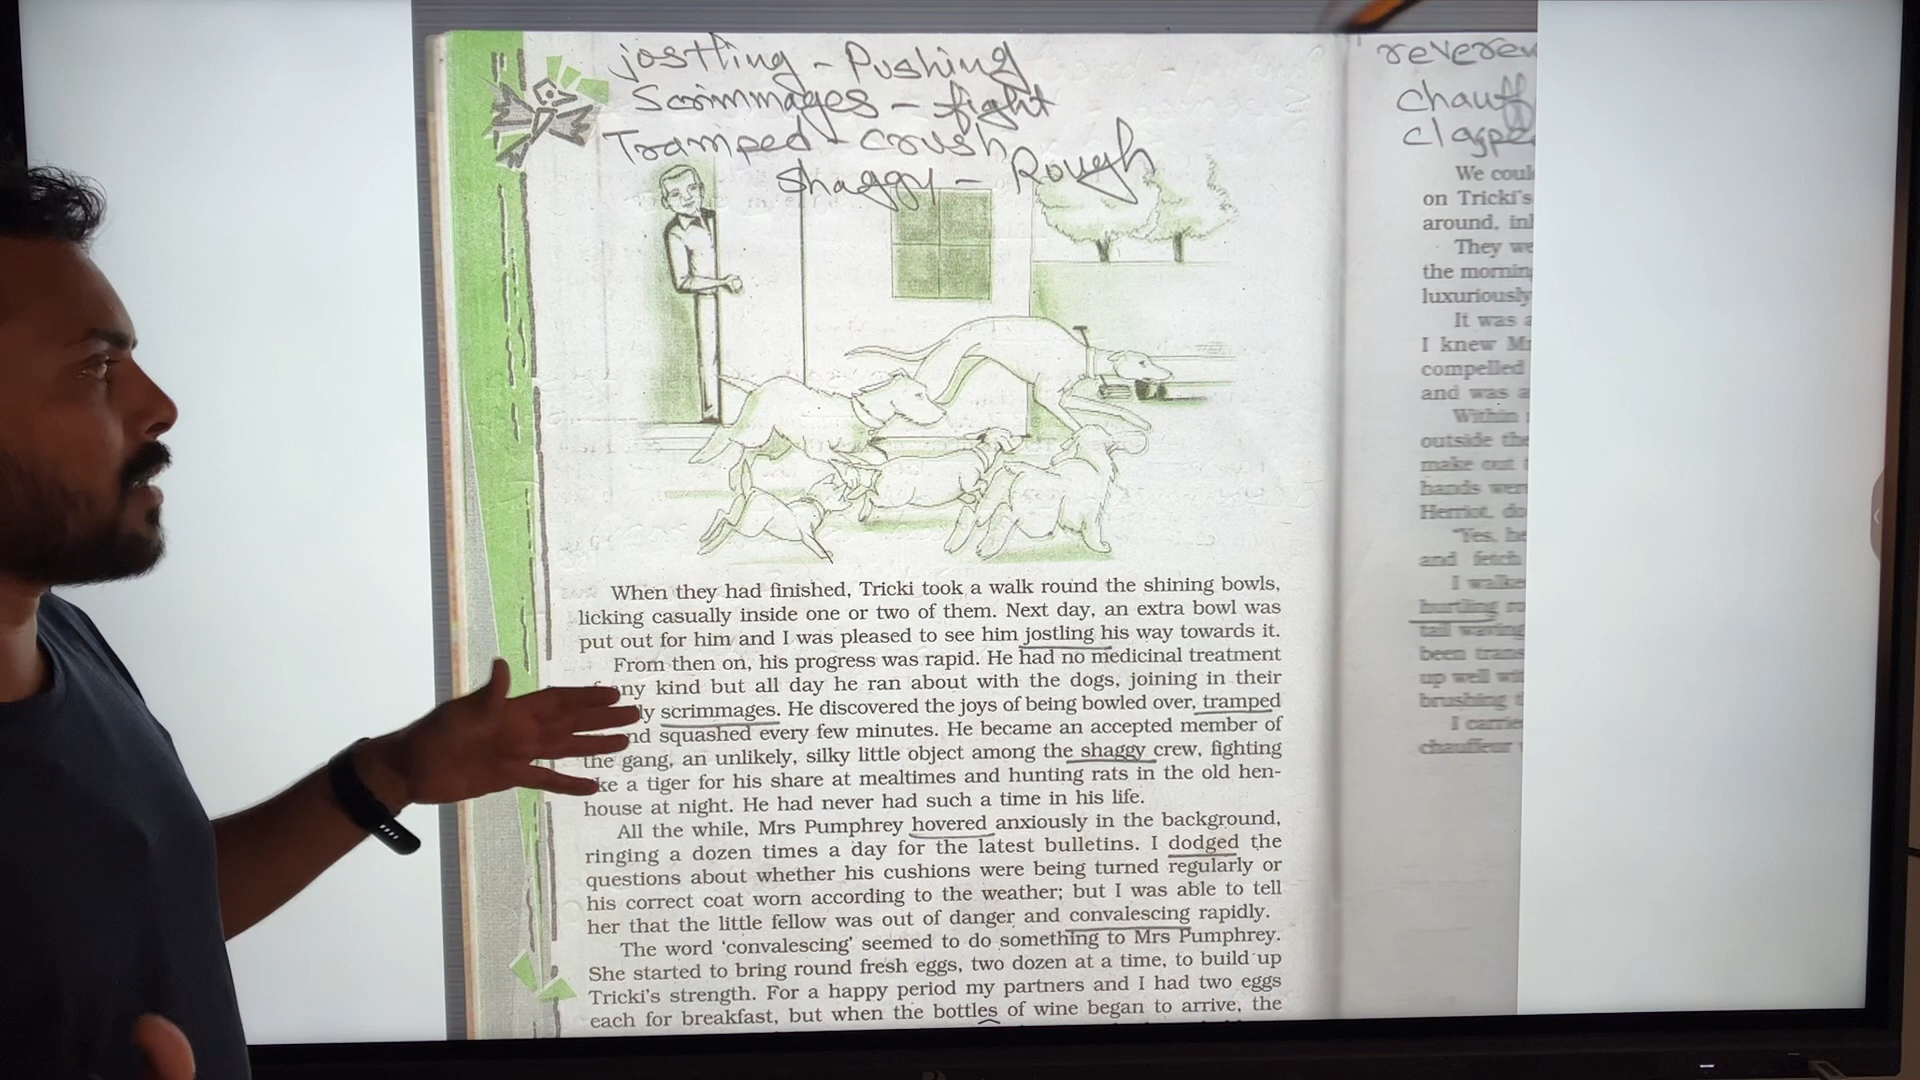 jostling - Pushing
Scrimmages - fight
Tramped - crush
Shaggy - Rough
When they had finished, Tricki took a walk round the shining bowls,
licking casually inside one or two of them. Next day, an extra bowl was
put out for him and I was pleased to see him jostling his way towards it.
From then on, his progress was rapid. He had no medicinal treatment
any kind but all day he ran about with the dogs, joining in their
ly scrimmages. He discovered the joys of being bowled over, tramped
nd squashed every few minutes. He became an accepted member of
the gang, an unlikely, silky little object among the shaggy crew, fighting
ke a tiger for his share at mealtimes and hunting rats in the old hen-
house at night. He had never had such a time in his life.
All the while, Mrs Pumphrey hovered anxiously in the background,
ringing a dozen times a day for the latest bulletins. I dodged the
questions about whether his cushions were being turned regularly or
his correct coat worn according to the weather; but I was able to tell
her that the little fellow was out of danger and convalescing rapidly.
The word ‘convalescing’ seemed to do something to Mrs Pumphrey.
She started to bring round fresh eggs, two dozen at a time, to build up
Tricki’s strength. For a happy period my partners and I had two eggs
each for breakfast, but when the bottles of wine began to arrive, the
reveren
chauff
claspe
We coul
on Tricki's
around, in
They we
the mornin
luxuriously
It was a
I knew M
compelled
and was a
Within
outside the
make out
hands wer
Herriot, do
“Yes, he
and fetch
I walke
hurtling ro
tail waving
been trans
up well wi
brushing t
I carrie
chauffeur